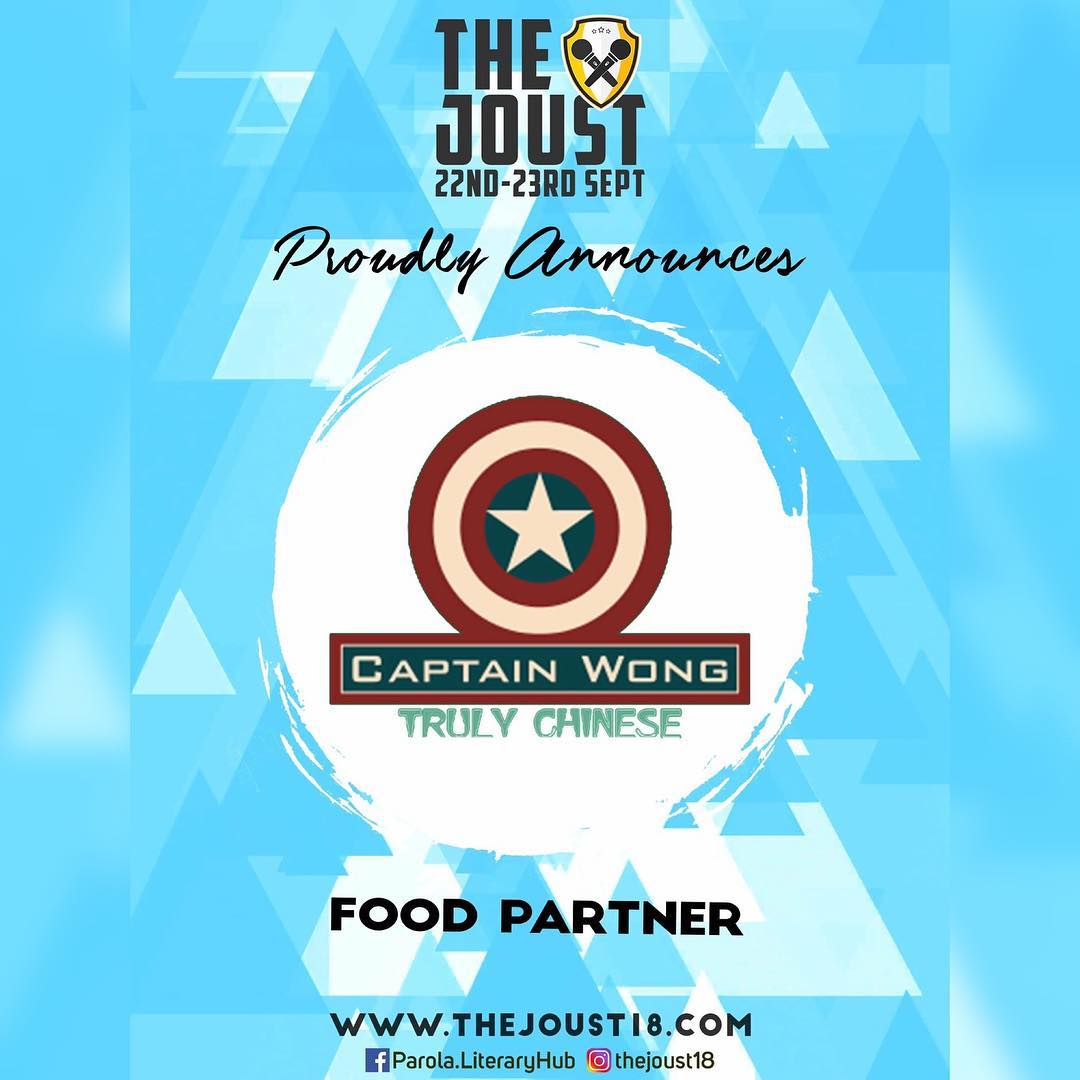 THE
JOUST
22ND-23RD SEPT
Proudly Announces
CAPTAIN WONG
TRULY CHINESE
FOOD PARTNER
WWW.THEJOUST18.COM
Parola.LiteraryHub thejoust18